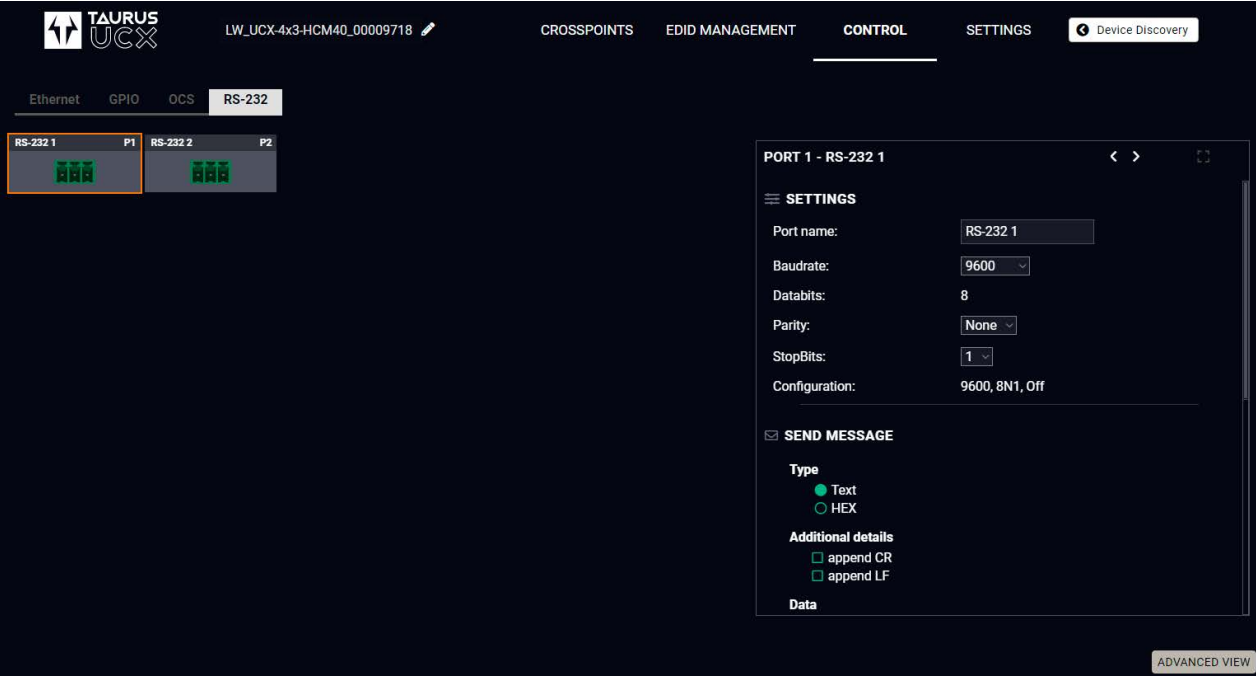 TAURUS
UCX
LW_UCX-4x3-HCM40_00009718
CROSSPOINTS
EDID MANAGEMENT
CONTROL
SETTINGS
Device Discovery
Ethernet
GPIO
OCS
RS-232
RS-232 1 P1
RS-232 2 P2
PORT 1 - RS-232 1
SETTINGS
Port name: RS-232 1
Baudrate: 9600
Databits: 8
Parity: None
StopBits: 1
Configuration: 9600, 8N1, Off
SEND MESSAGE
Type
Text
HEX
Additional details
append CR
append LF
Data
ADVANCED VIEW